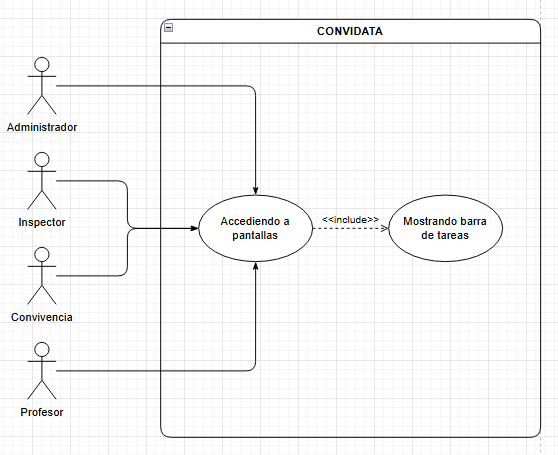 CONVIDATA
Administrador
Inspector
Accediendo a
pantallas
<<include>>
Mostrando barra
de tareas
Convivencia
Profesor